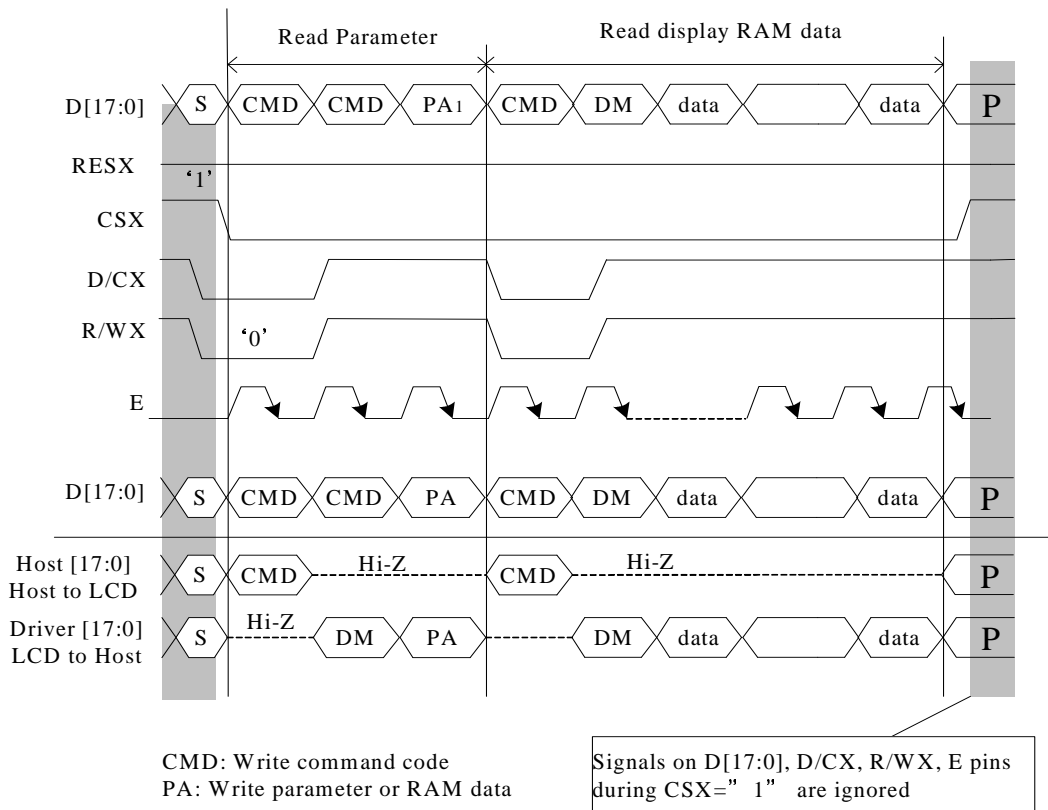 Read Parameter Read display RAM data
D[17:0] S CMD CMD PA1 CMD DM data data P
RESX
‘1’
CSX
D/CX
R/WX ‘0’
E
D[17:0] S CMD CMD PA CMD DM data data P
Host [17:0] S CMD Hi-Z CMD Hi-Z P
Host to LCD
Driver [17:0] S Hi-Z DM PA DM data data P
LCD to Host
CMD: Write command code
PA: Write parameter or RAM data
Signals on D[17:0], D/CX, R/WX, E pins
during CSX=” 1” are ignored